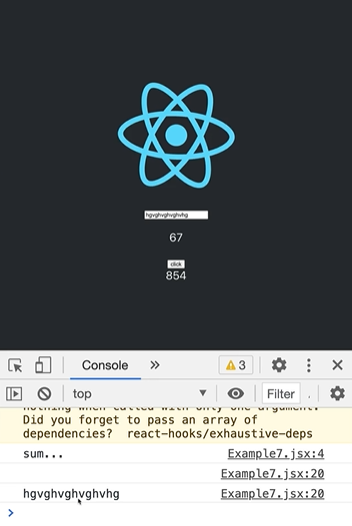 hgvghvghvghvhg
67
click
854
Console
3
top
Filter
nothing when called with only one argument.
Did you forget to pass an array of
dependencies? react-hooks/exhaustive-deps
sum... Example7.jsx:4
Example7.jsx:20
hgvghvghvghvhg Example7.jsx:20